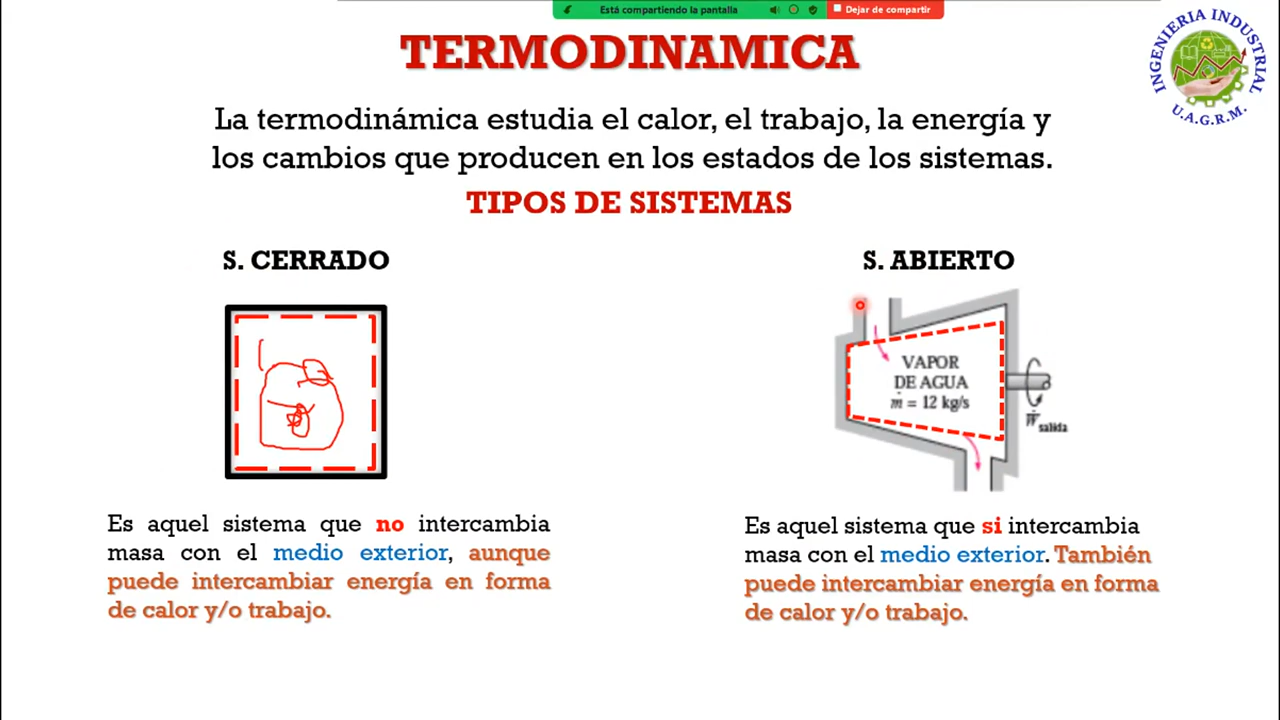 Está compartiendo la pantalla
Dejar de compartir
TERMODINAMICA
INGENIERIA INDUSTRIAL
U.A.G.R.M.
La termodinámica estudia el calor, el trabajo, la energía y
los cambios que producen en los estados de los sistemas.
TIPOS DE SISTEMAS
S. CERRADO
S. ABIERTO
VAPOR
DE AGUA
ṁ = 12 kg/s
Ẇsalida
Es aquel sistema que no intercambia
masa con el medio exterior, aunque
puede intercambiar energía en forma
de calor y/o trabajo.
Es aquel sistema que si intercambia
masa con el medio exterior. También
puede intercambiar energía en forma
de calor y/o trabajo.